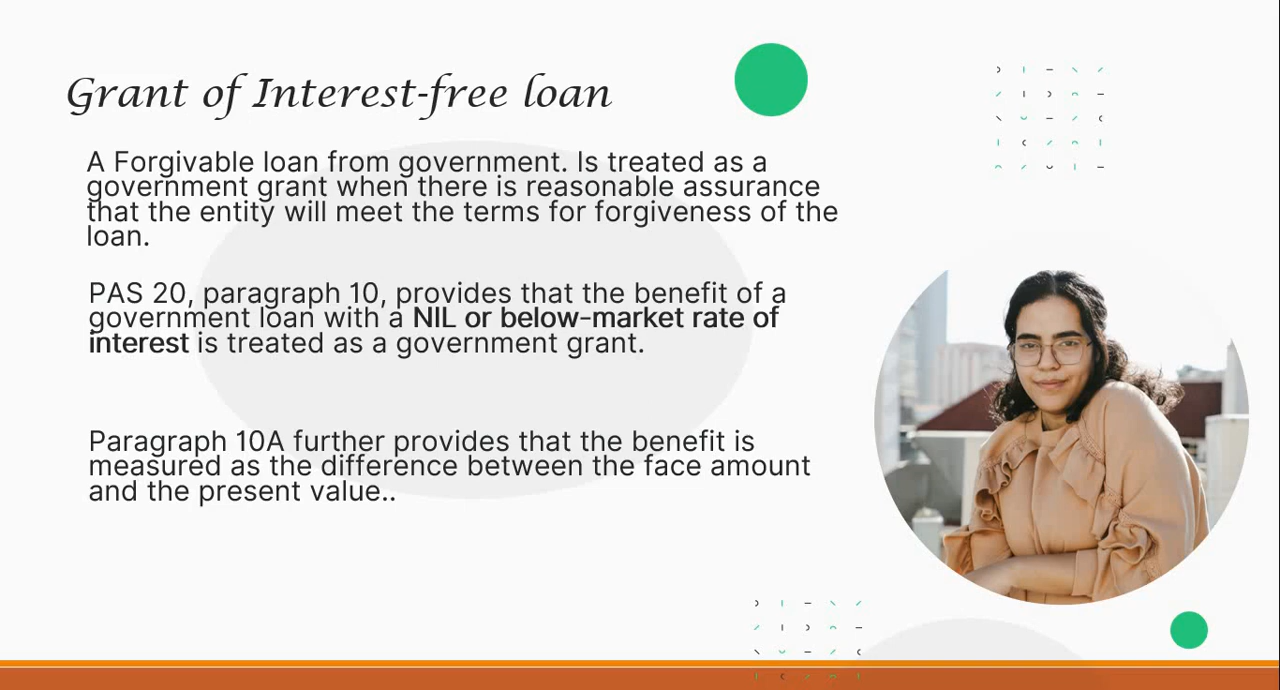 Grant of Interest-free loan
A Forgivable loan from government. Is treated as a
government grant when there is reasonable assurance
that the entity will meet the terms for forgiveness of the
loan.
PAS 20, paragraph 10, provides that the benefit of a
government loan with a NIL or below-market rate of
interest is treated as a government grant.
Paragraph 10A further provides that the benefit is
measured as the difference between the face amount
and the present value..